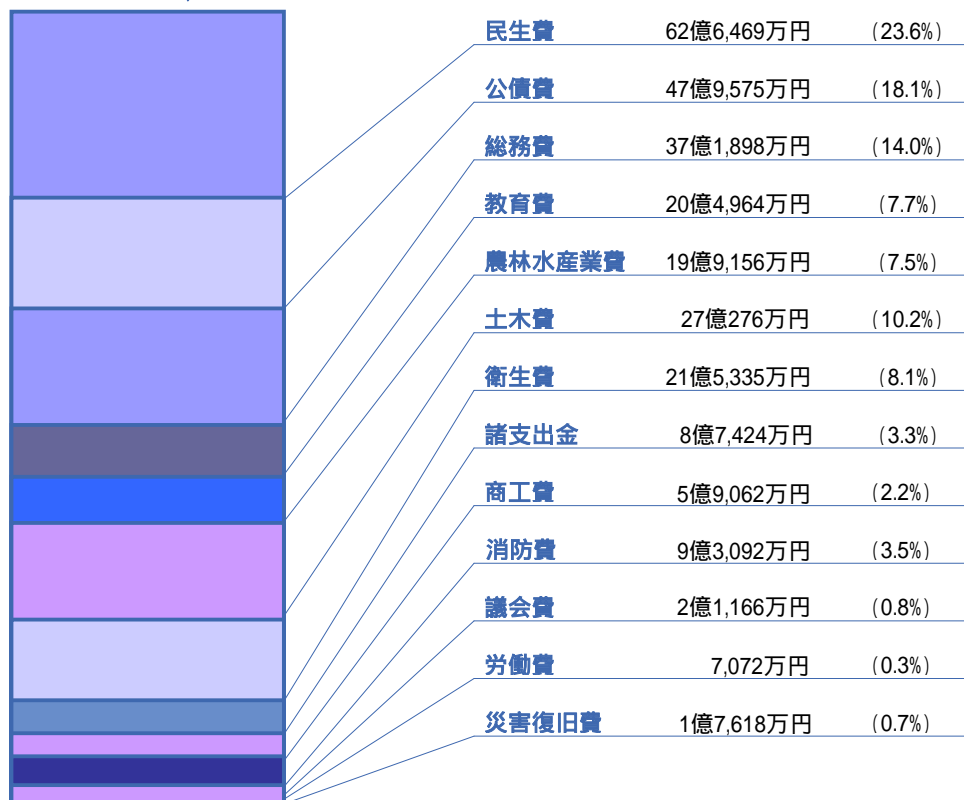 民生費 62億6,469万円 (23.6%)
公債費 47億9,575万円 (18.1%)
総務費 37億1,898万円 (14.0%)
教育費 20億4,964万円 (7.7%)
農林水産業費 19億9,156万円 (7.5%)
土木費 27億276万円 (10.2%)
衛生費 21億5,335万円 (8.1%)
諸支出金 8億7,424万円 (3.3%)
商工費 5億9,062万円 (2.2%)
消防費 9億3,092万円 (3.5%)
議会費 2億1,166万円 (0.8%)
労働費 7,072万円 (0.3%)
災害復旧費 1億7,618万円 (0.7%)